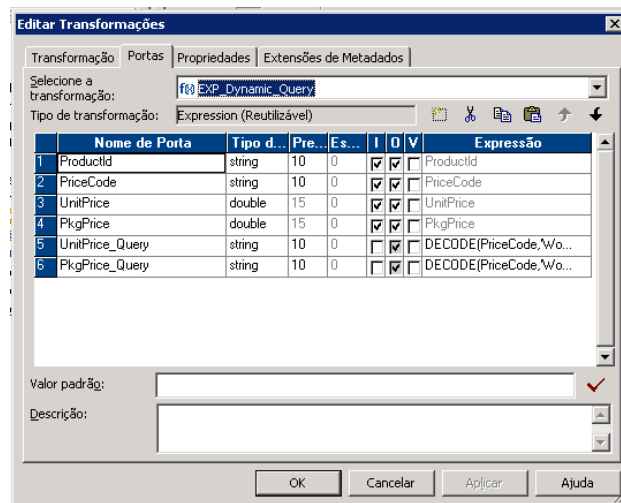 Editar Transformações
Transformação Portas Propriedades Extensões de Metadados
Selecione a transformação: f(x) EXP_Dynamic_Query
Tipo de transformação: Expression (Reutilizável)
Nome de Porta Tipo d... Pre... Es... I O V Expressão
1 ProductId string 10 0 ProductId
2 PriceCode string 10 0 PriceCode
3 UnitPrice double 15 0 UnitPrice
4 PkgPrice double 15 0 PkgPrice
5 UnitPrice_Query string 10 0 DECODE(PriceCode,'Wo...
6 PkgPrice_Query string 10 0 DECODE(PriceCode,'Wo...
Valor padrão:
Descrição:
OK Cancelar Aplicar Ajuda